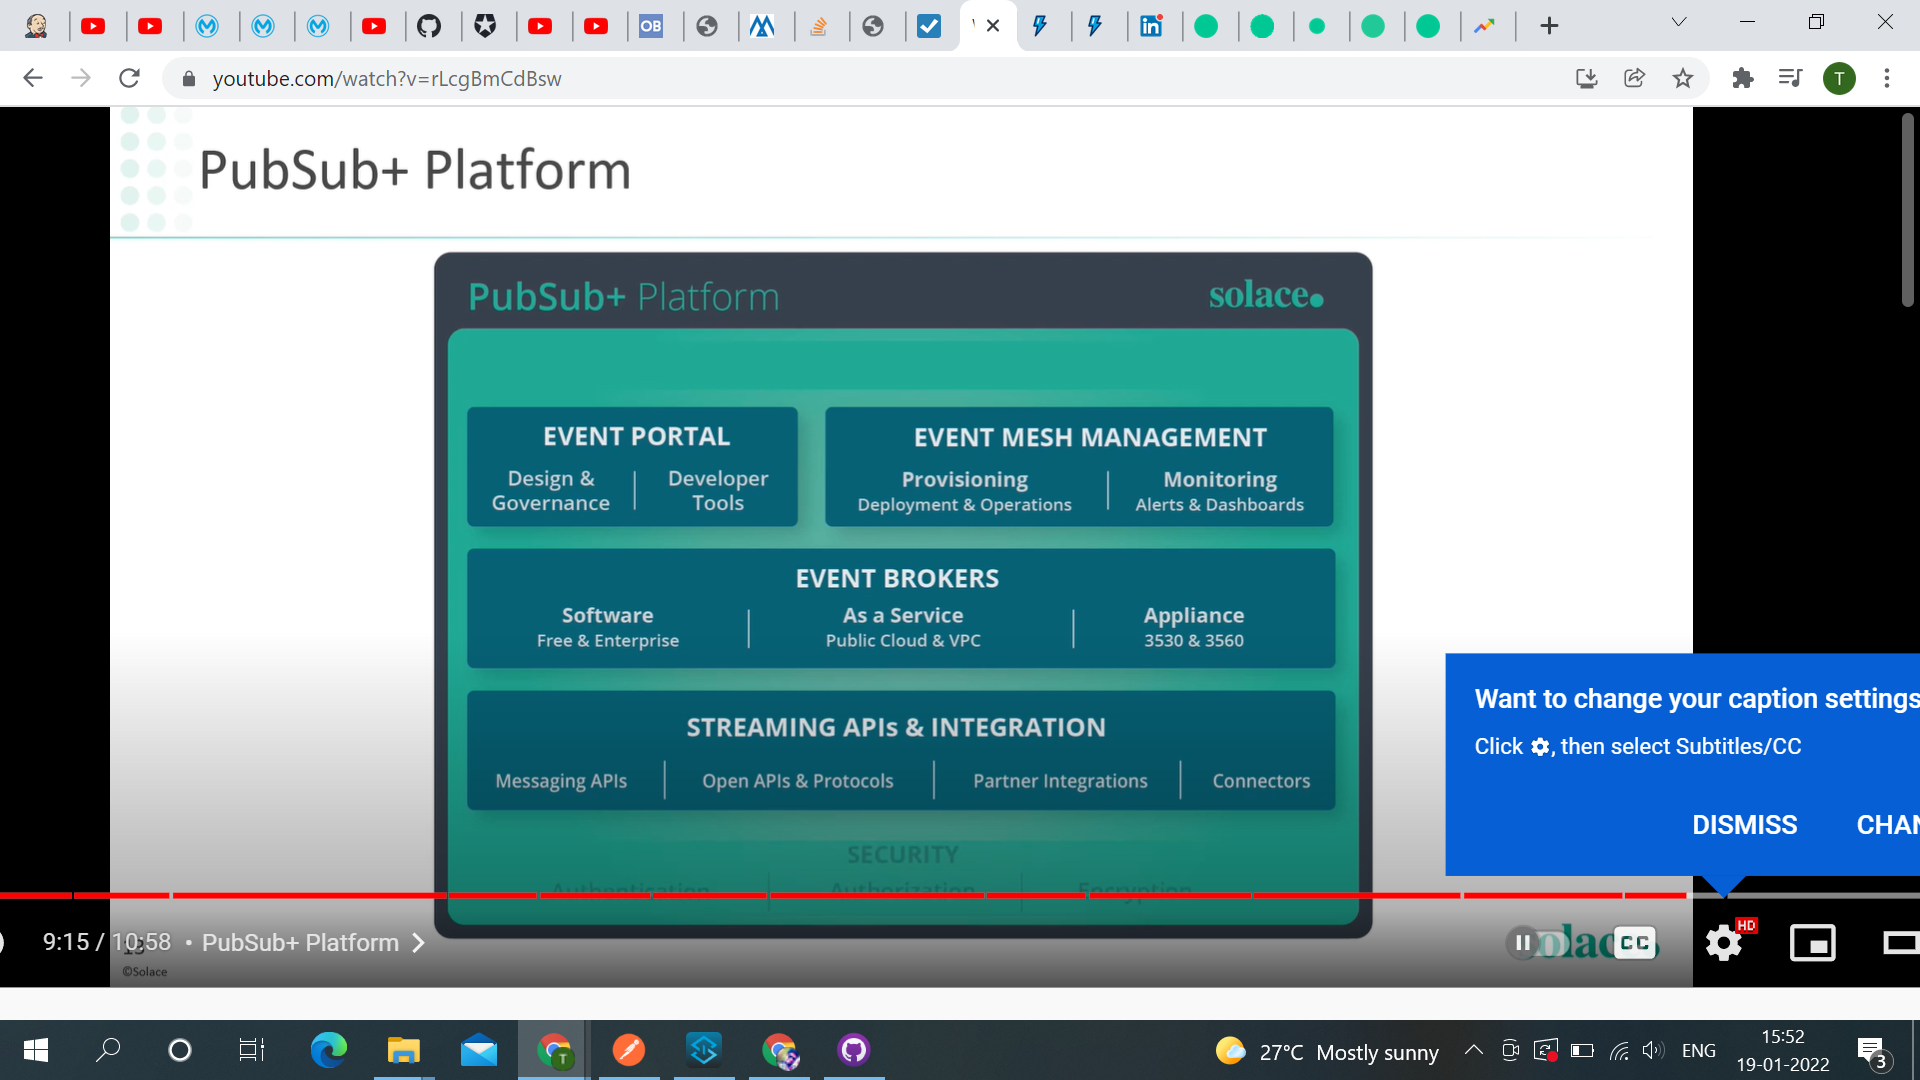 OB
youtube.com/watch?v=rLcgBmCdBsw
T
PubSub+ Platform
PubSub+ Platform
solace.
EVENT PORTAL
Design & Governance
Developer Tools
EVENT MESH MANAGEMENT
Provisioning
Deployment & Operations
Monitoring
Alerts & Dashboards
EVENT BROKERS
Software
Free & Enterprise
As a Service
Public Cloud & VPC
Appliance
3530 & 3560
STREAMING APIs & INTEGRATION
Messaging APIs
Open APIs & Protocols
Partner Integrations
Connectors
SECURITY
Authentication
Authorization
Encryption
Want to change your caption settings
Click , then select Subtitles/CC
DISMISS
CHAN
9:15 / 10:58 • PubSub+ Platform
©Solace
CC
HD
27°C Mostly sunny
ENG
15:52
19-01-2022
3